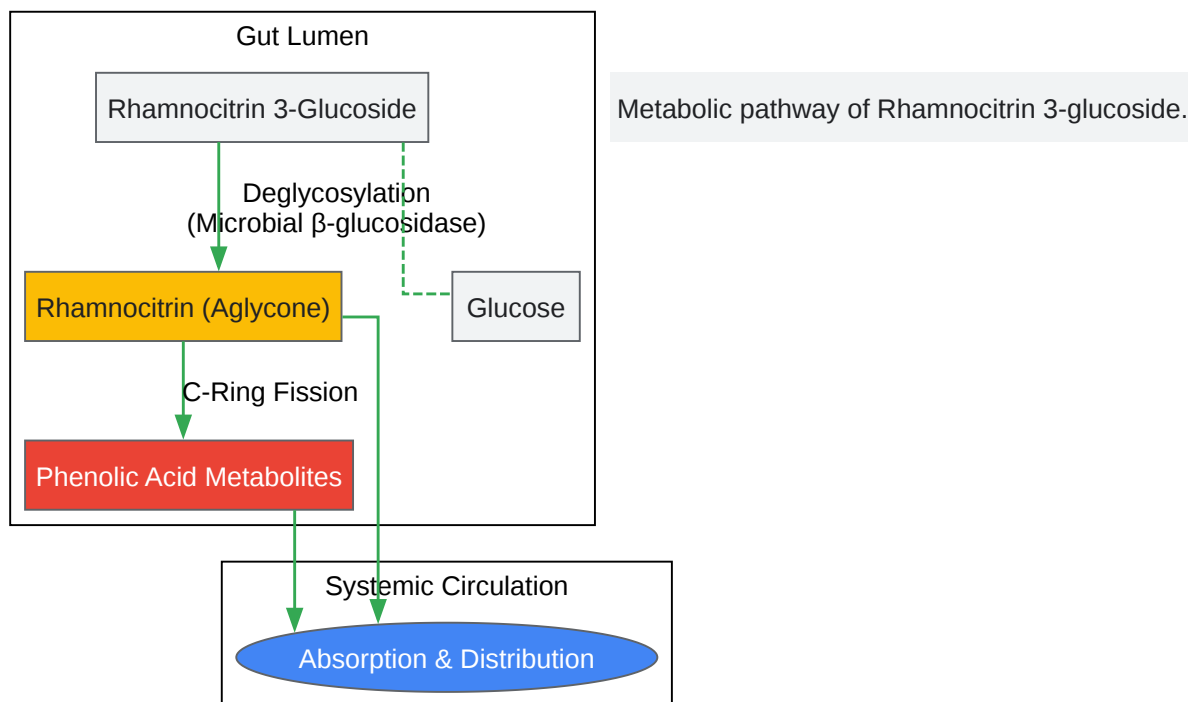 Gut Lumen
Rhamnocitrin 3-Glucoside
Metabolic pathway of Rhamnocitrin 3-glucoside.
Deglycosylation
(Microbial β-glucosidase)
Rhamnocitrin (Aglycone)
Glucose
C-Ring Fission
Phenolic Acid Metabolites
Systemic Circulation
Absorption & Distribution